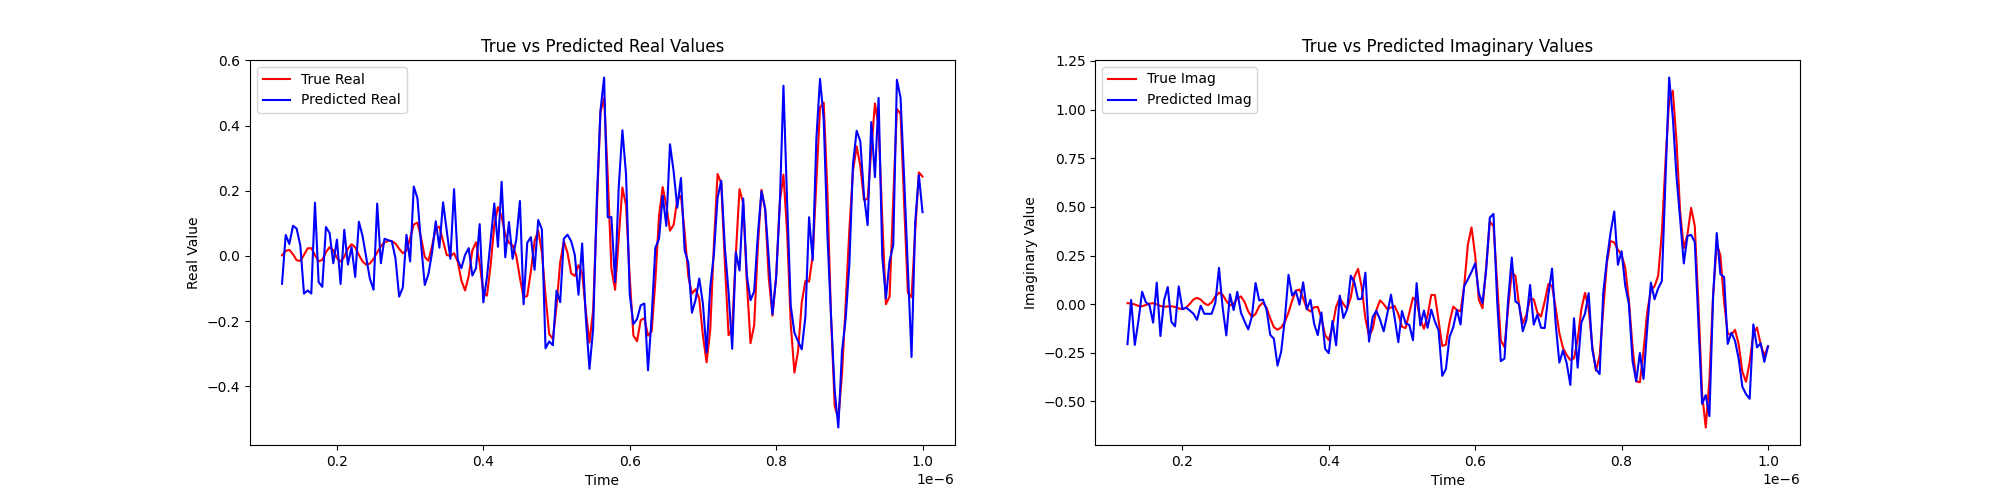 True vs Predicted Real Values
True Real
Predicted Real
Real Value
0.6
0.4
0.2
0.0
−0.2
−0.4
0.2 0.4 0.6 0.8 1.0
1e−6
Time
True vs Predicted Imaginary Values
True Imag
Predicted Imag
Imaginary Value
1.25
1.00
0.75
0.50
0.25
0.00
−0.25
−0.50
0.2 0.4 0.6 0.8 1.0
1e−6
Time